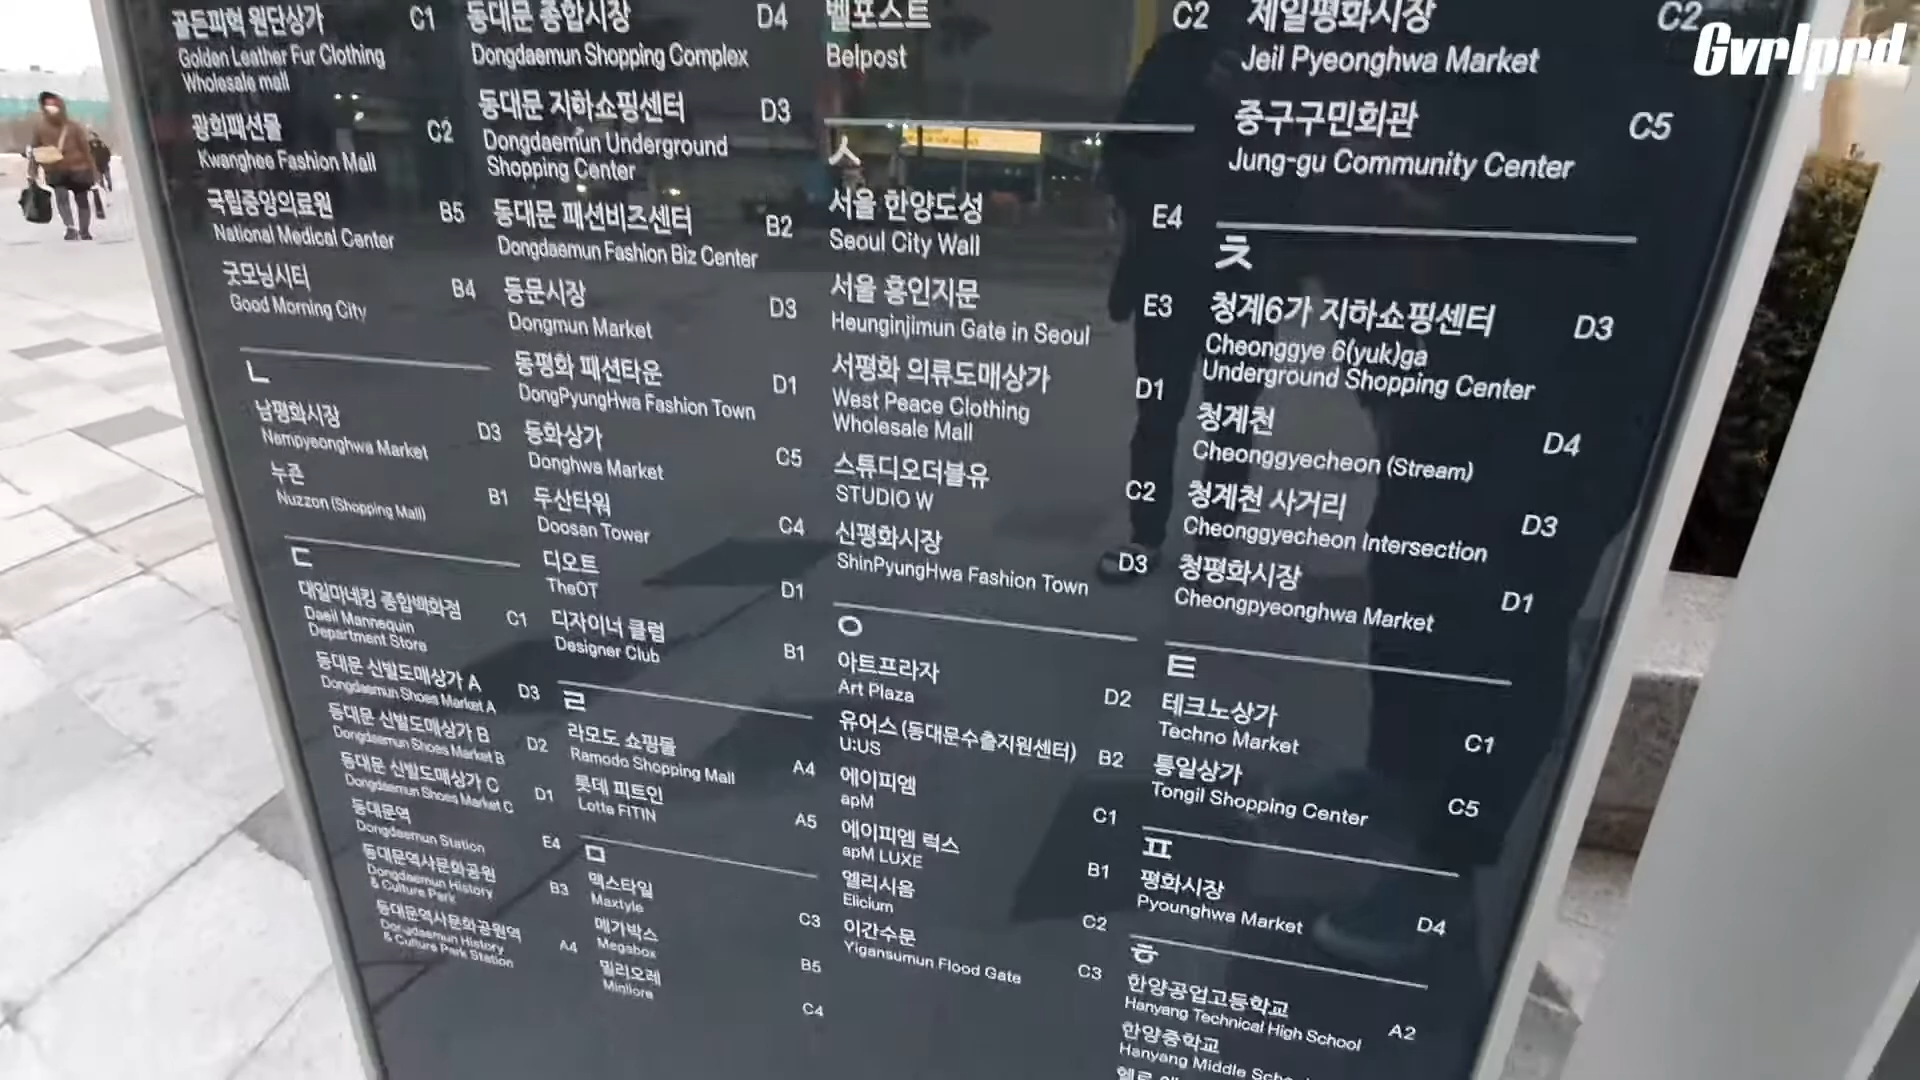 골든피혁 원단상가 C1
Golden Leather Fur Clothing
Wholesale mall
광희패션몰 C2
Kwanghee Fashion Mall
국립중앙의료원 B5
National Medical Center
굿모닝시티 B4
Good Morning City
ㄴ
남평화시장 D3
Nampyeonghwa Market
누죤 B1
Nuzzon (Shopping Mall)
ㄷ
대일마네킹 종합백화점 C1
Daeil Mannequin
Department Store
동대문 신발도매상가 A D3
Dongdaemun Shoes Market A
동대문 신발도매상가 B D2
Dongdaemun Shoes Market B
동대문 신발도매상가 C D1
Dongdaemun Shoes Market C
동대문역 E4
Dongdaemun Station
동대문역사문화공원 B3
Dongdaemun History
& Culture Park
동대문역사문화공원역 A4
Dongdaemun History
& Culture Park Station
동대문 종합시장 D4
Dongdaemun Shopping Complex
동대문 지하쇼핑센터 D3
Dongdaemun Underground
Shopping Center
동대문 패션비즈센터 B2
Dongdaemun Fashion Biz Center
동문시장 D3
Dongmun Market
동평화 패션타운 D1
DongPyungHwa Fashion Town
동화상가 C5
Donghwa Market
두산타워 C4
Doosan Tower
디오트 D1
TheOT
디자이너 클럽 B1
Designer Club
ㄹ
라모도 쇼핑몰 A4
Ramodo Shopping Mall
롯데 피트인 A5
Lotte FITIN
ㅁ
맥스타일 C3
Maxtyle
메가박스 B5
Megabox
밀리오레 C4
Migliore
벨포스트 C2
Belpost
ㅅ
서울 한양도성 E4
Seoul City Wall
서울 흥인지문 E3
Heunginjimun Gate in Seoul
서평화 의류도매상가 D1
West Peace Clothing
Wholesale Mall
스튜디오더블유 C2
STUDIO W
신평화시장 D3
ShinPyungHwa Fashion Town
ㅇ
아트프라자 D2
Art Plaza
유어스 (동대문수출지원센터) B2
U:US
에이피엠 C1
apM
에이피엠 럭스 B1
apM LUXE
엘리시움 C2
Elicium
이간수문 C3
Yigansumun Flood Gate
제일평화시장 C2
Jeil Pyeonghwa Market
중구구민회관 C5
Jung-gu Community Center
ㅊ
청계6가 지하쇼핑센터 D3
Cheonggye 6(yuk)ga
Underground Shopping Center
청계천 D4
Cheonggyecheon (Stream)
청계천 사거리 D3
Cheonggyecheon Intersection
청평화시장 D1
Cheongpyeonghwa Market
ㅌ
테크노상가 C1
Techno Market
통일상가 C5
Tongil Shopping Center
ㅍ
평화시장 D4
Pyounghwa Market
ㅎ
한양공업고등학교 A2
Hanyang Technical High School
한양중학교
Hanyang Middle
Gvrlprd